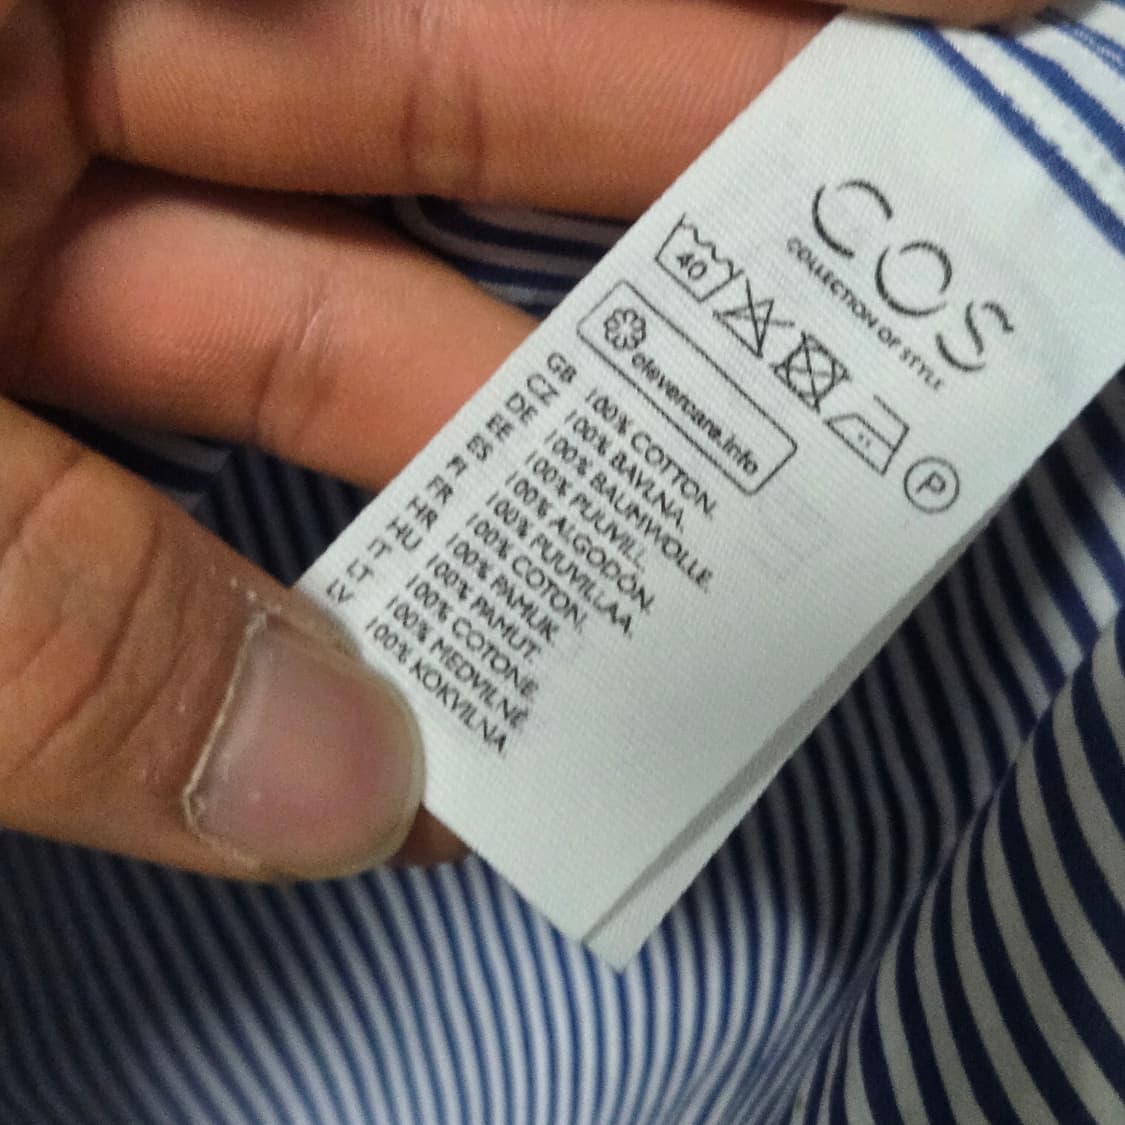 COS
COLLECTION OF STYLE
40
P
clevercare.info
GB 100% COTTON.
CZ 100% BAVLNA.
DE 100% BAUMWOLLE.
EE 100% PUUVILL.
ES 100% ALGODÓN.
FI 100% PUUVILLAA.
FR 100% COTON.
HR 100% PAMUK.
HU 100% PAMUT.
IT 100% COTONE.
LT 100% MEDVILNĖ
LV 100% KOKVILNA